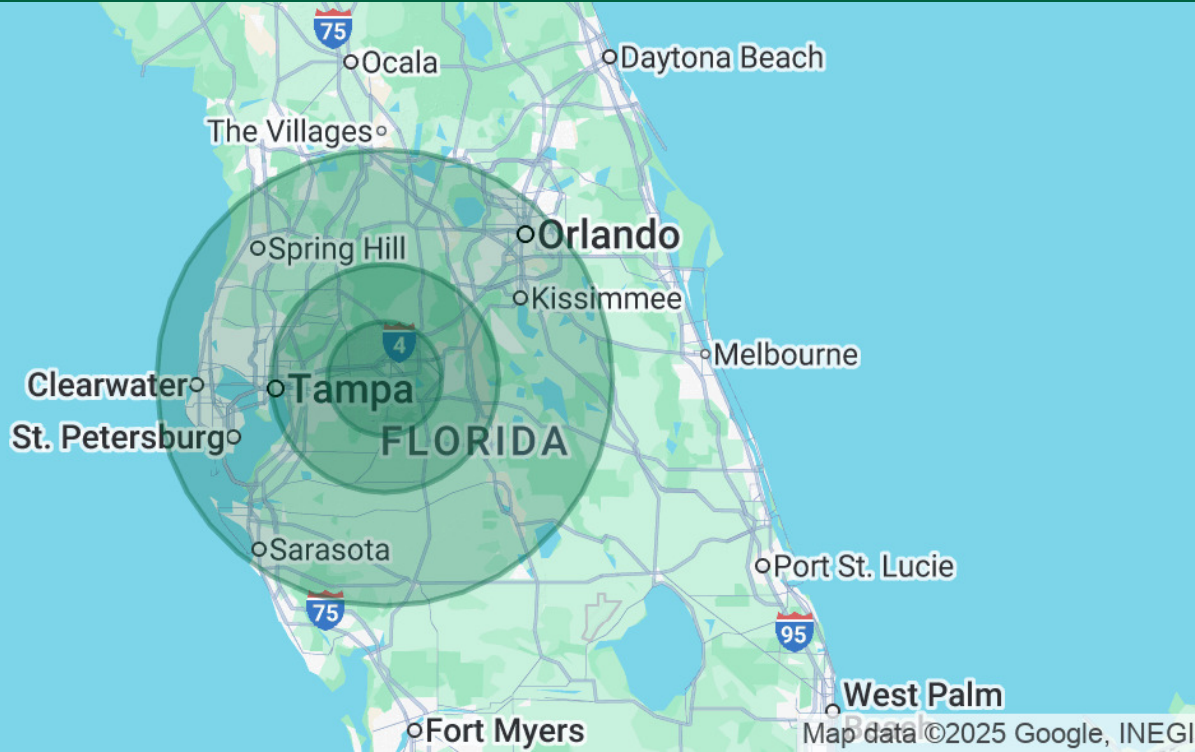 75
Ocala
Daytona Beach
The Villages
Orlando
Spring Hill
Kissimmee
4
Melbourne
Clearwater
Tampa
St. Petersburg
FLORIDA
Sarasota
Port St. Lucie
75
95
West Palm
Beach
Fort Myers
Map data ©2025 Google, INEGI